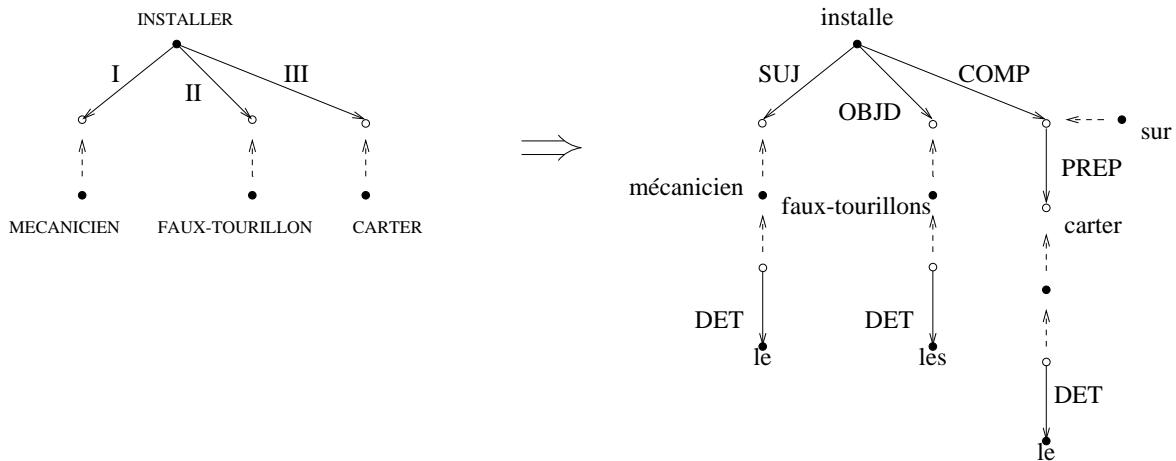 INSTALLER
I
II
III
MECANICIEN
FAUX-TOURILLON
CARTER
installe
SUJ
COMP
OBJD
sur
PREP
mécanicien
faux-tourillons
carter
DET
DET
le
les
DET
le